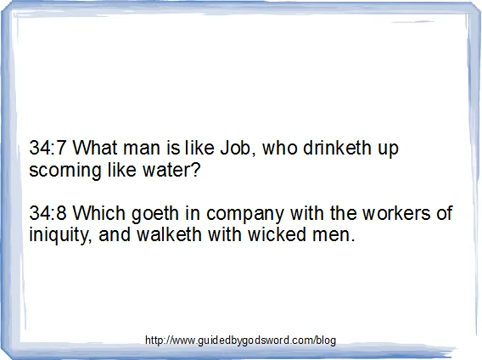 34:7 What man is like Job, who drinketh up
scorning like water?
34:8 Which goeth in company with the workers of
iniquity, and walketh with wicked men.
http://www.guidedbygodsword.com/blog